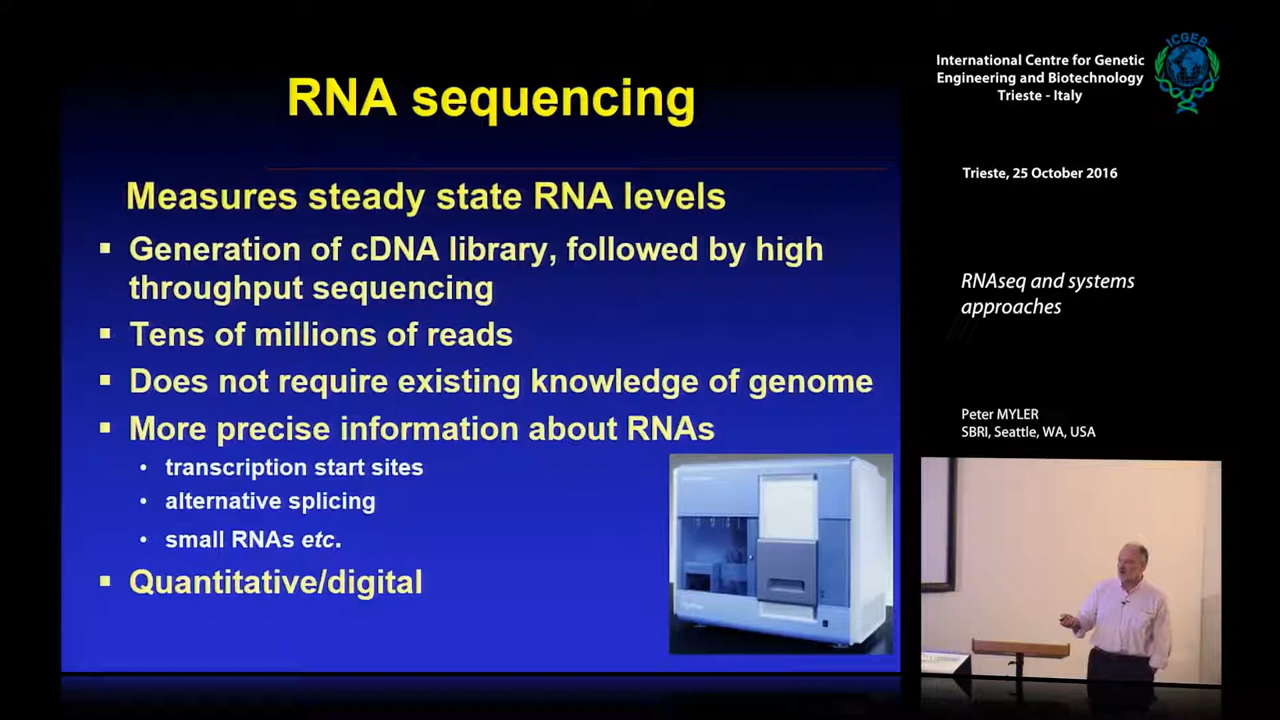 RNA sequencing
Measures steady state RNA levels
▪ Generation of cDNA library, followed by high
throughput sequencing
▪ Tens of millions of reads
▪ Does not require existing knowledge of genome
▪ More precise information about RNAs
• transcription start sites
• alternative splicing
• small RNAs etc.
▪ Quantitative/digital
International Centre for Genetic
Engineering and Biotechnology
Trieste - Italy
ICGEB
Trieste, 25 October 2016
RNAseq and systems
approaches
Peter MYLER
SBRI, Seattle, WA, USA